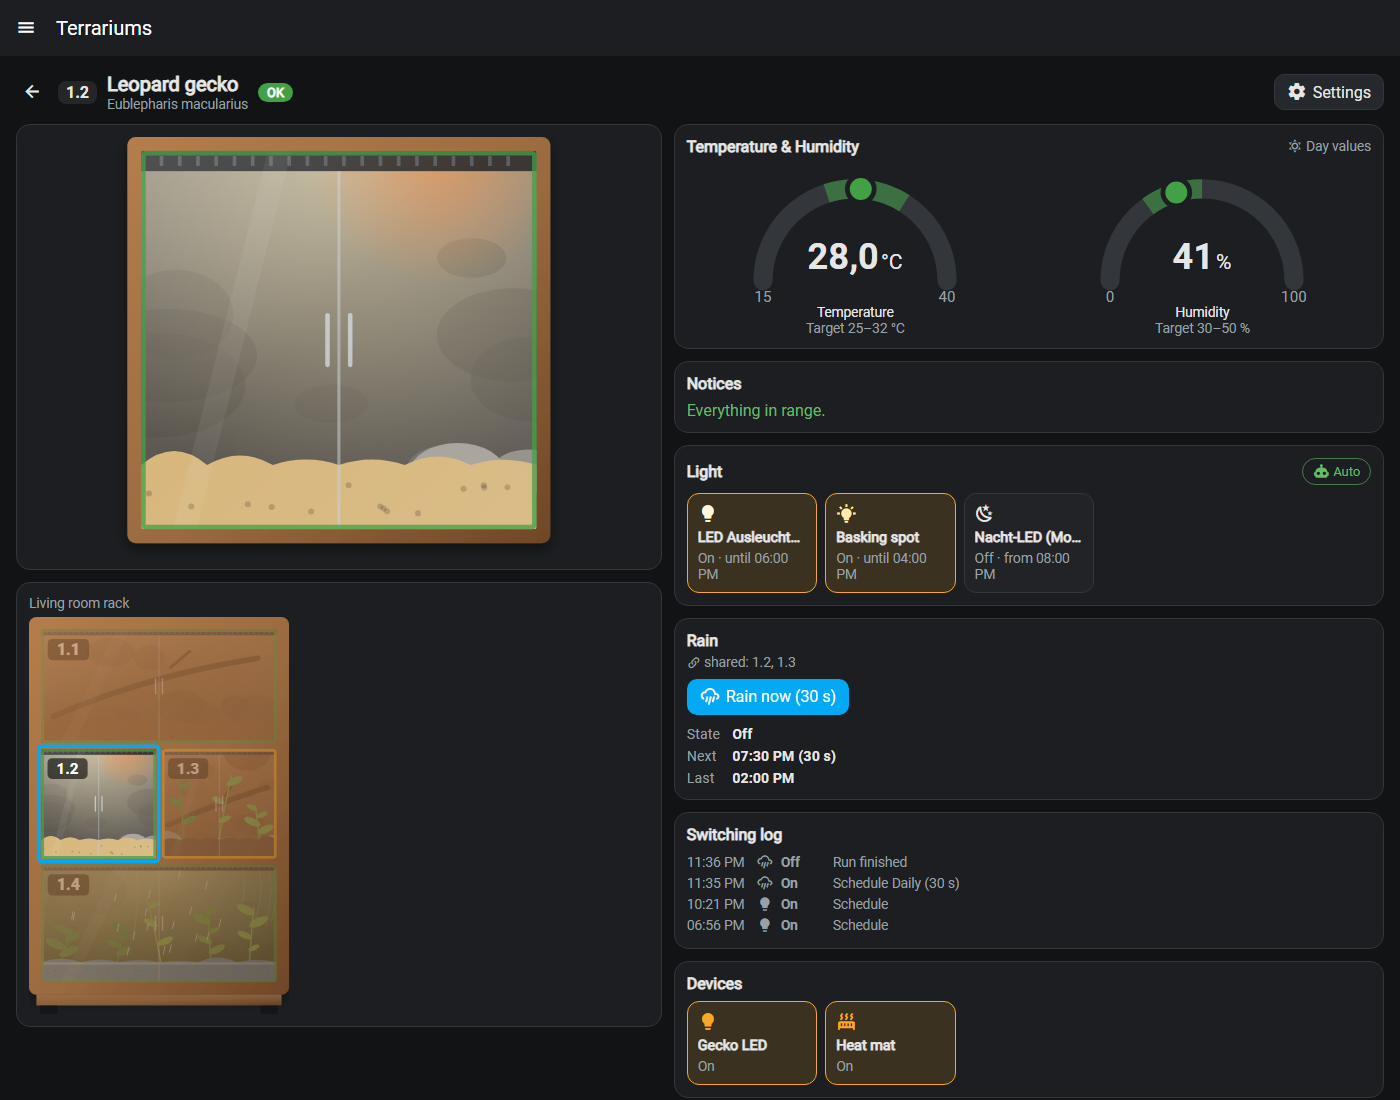 Terrariums
1.2
Leopard gecko
Eublepharis macularius
OK
Settings
Living room rack
1.1
1.2
1.3
1.4
Temperature & Humidity
Day values
28,0 °C
15
40
Temperature
Target 25–32 °C
41 %
0
100
Humidity
Target 30–50 %
Notices
Everything in range.
Light
Auto
LED Ausleucht...
On · until 06:00
PM
Basking spot
On · until 04:00
PM
Nacht-LED (Mo...
Off · from 08:00
PM
Rain
shared: 1.2, 1.3
Rain now (30 s)
State Off
Next 07:30 PM (30 s)
Last 02:00 PM
Switching log
11:36 PM Off Run finished
11:35 PM On Schedule Daily (30 s)
10:21 PM On Schedule
06:56 PM On Schedule
Devices
Gecko LED
On
Heat mat
On